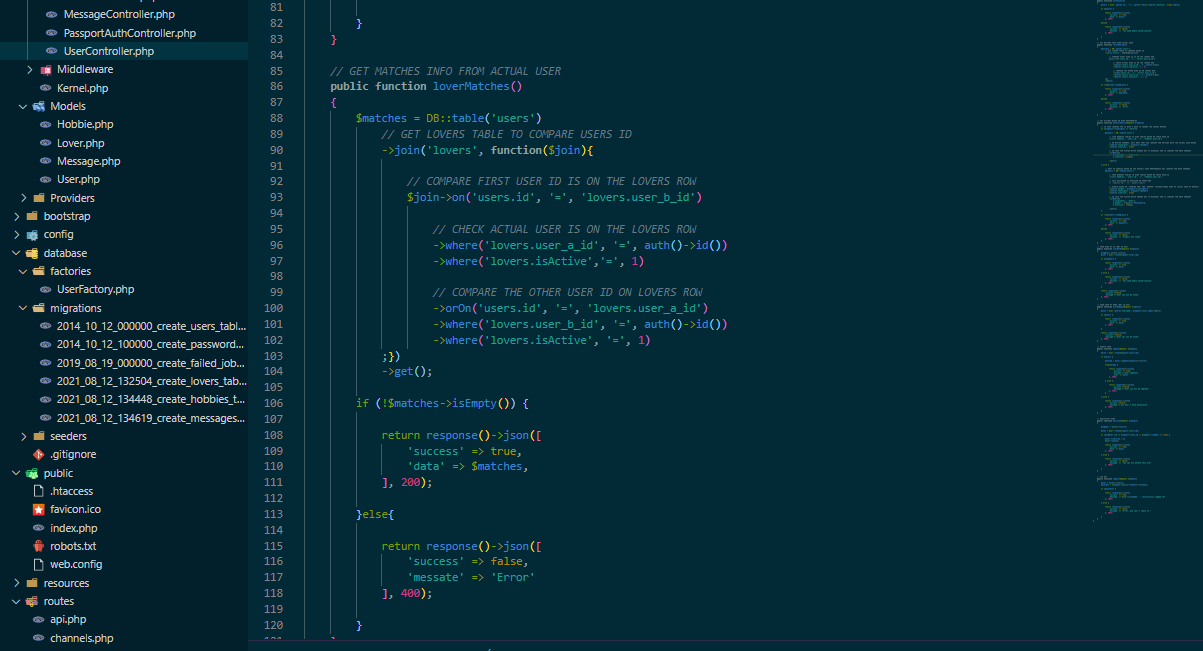 MessageController.php
PassportAuthController.php
UserController.php
Middleware
Kernel.php
Models
Hobbie.php
Lover.php
Message.php
User.php
Providers
bootstrap
config
database
factories
UserFactory.php
migrations
2014_10_12_000000_create_users_tabl...
2014_10_12_100000_create_password...
2019_08_19_000000_create_failed_job...
2021_08_12_132504_create_lovers_tab...
2021_08_12_134448_create_hobbies_t...
2021_08_12_134619_create_messages...
seeders
.gitignore
public
.htaccess
favicon.ico
index.php
robots.txt
web.config
resources
routes
api.php
channels.php
81
82 }
83 }
84
85 // GET MATCHES INFO FROM ACTUAL USER
86 public function loverMatches()
87 {
88 $matches = DB::table('users')
89 // GET LOVERS TABLE TO COMPARE USERS ID
90 ->join('lovers', function($join){
91
92 // COMPARE FIRST USER ID IS ON THE LOVERS ROW
93 $join->on('users.id', '=', 'lovers.user_b_id')
94
95 // CHECK ACTUAL USER IS ON THE LOVERS ROW
96 ->where('lovers.user_a_id', '=', auth()->id())
97 ->where('lovers.isActive','=', 1)
98
99 // COMPARE THE OTHER USER ID ON LOVERS ROW
100 ->orOn('users.id', '=', 'lovers.user_a_id')
101 ->where('lovers.user_b_id', '=', auth()->id())
102 ->where('lovers.isActive', '=', 1)
103 ;})
104 ->get();
105
106 if (!$matches->isEmpty()) {
107
108 return response()->json([
109 'success' => true,
110 'data' => $matches,
111 ], 200);
112
113 }else{
114
115 return response()->json([
116 'success' => false,
117 'messate' => 'Error'
118 ], 400);
119
120 }